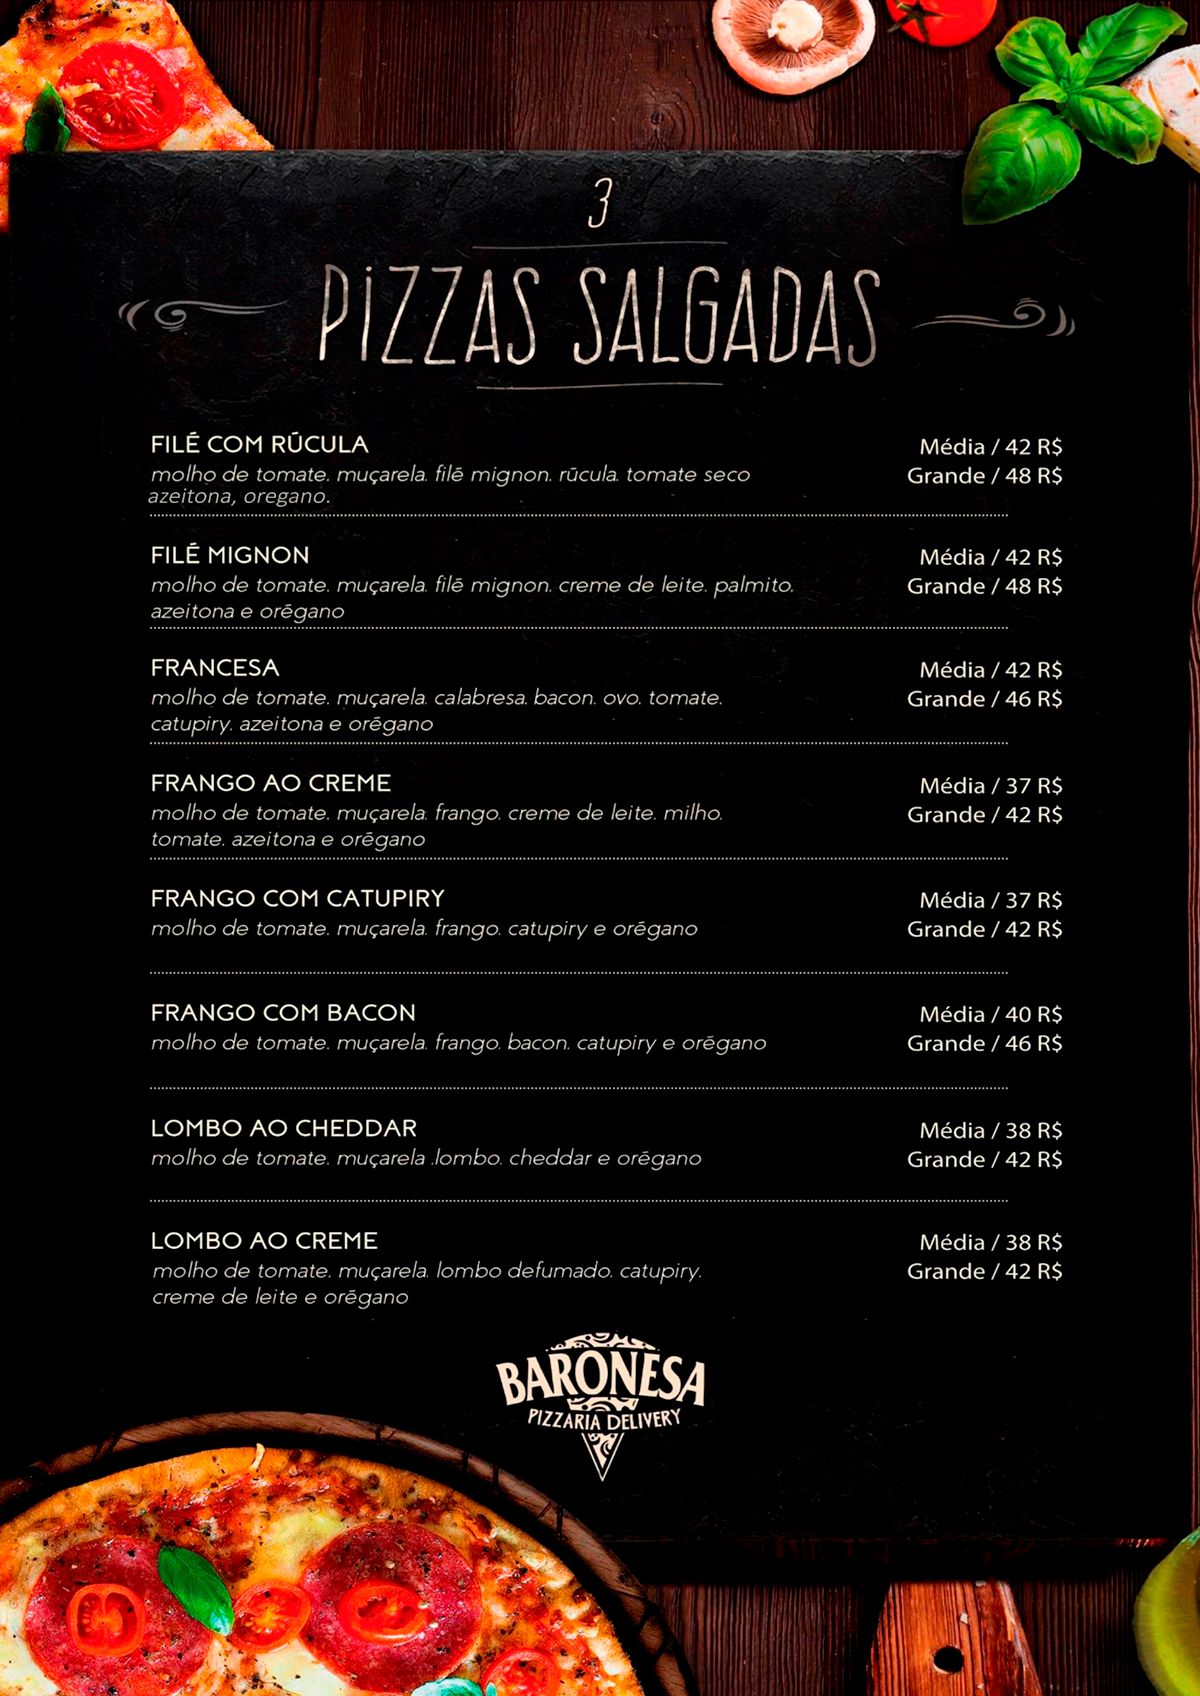 3
PIZZAS SALGADAS
FILÉ COM RÚCULA
Média / 42 R$
molho de tomate. muçarela. filé mignon. rúcula. tomate seco
Grande / 48 R$
azeitona, oregano.
FILÉ MIGNON
Média / 42 R$
molho de tomate. muçarela. filé mignon. creme de leite. palmito.
Grande / 48 R$
azeitona e orégano
FRANCESA
Média / 42 R$
molho de tomate. muçarela. calabresa. bacon. ovo. tomate.
Grande / 46 R$
catupiry. azeitona e orégano
FRANGO AO CREME
Média / 37 R$
molho de tomate. muçarela. frango. creme de leite. milho.
Grande / 42 R$
tomate. azeitona e orégano
FRANGO COM CATUPIRY
Média / 37 R$
molho de tomate. muçarela. frango. catupiry e orégano
Grande / 42 R$
FRANGO COM BACON
Média / 40 R$
molho de tomate. muçarela. frango. bacon. catupiry e orégano
Grande / 46 R$
LOMBO AO CHEDDAR
Média / 38 R$
molho de tomate. muçarela .lombo. cheddar e orégano
Grande / 42 R$
LOMBO AO CREME
Média / 38 R$
molho de tomate. muçarela. lombo defumado. catupiry.
Grande / 42 R$
creme de leite e orégano
BARONESA
PIZZARIA DELIVERY